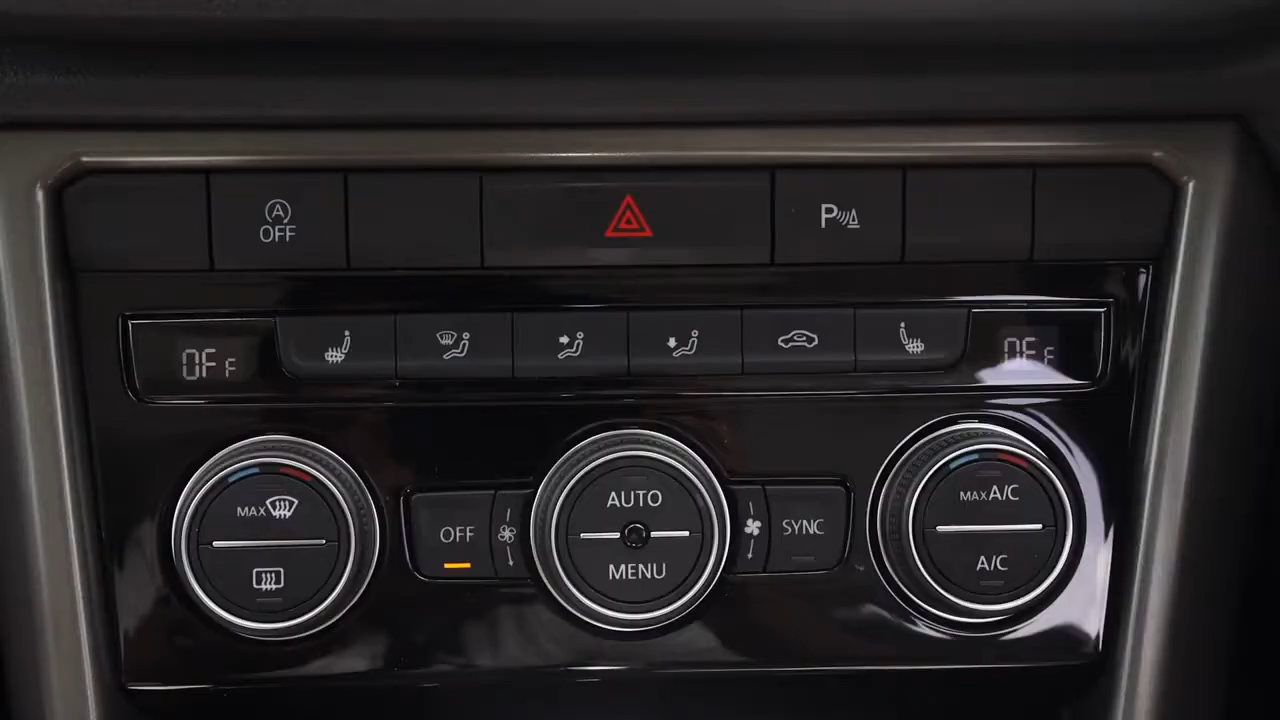 A
OFF
P
OFF
OFF
MAX
OFF
AUTO
MENU
SYNC
MAX A/C
A/C